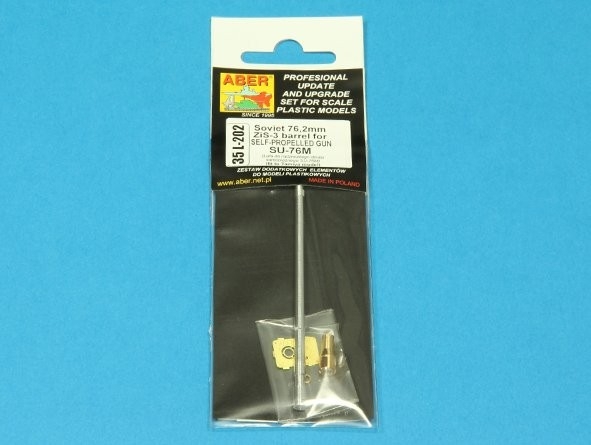 ABER
SINCE 1995
PROFESIONAL
UPDATE
AND UPGRADE
SET FOR SCALE
PLASTIC MODELS
35 L-202
Soviet 76,2mm
ZiS-3 barrel for
SELF-PROPELLED GUN
SU-76M
ZESTAW DODATKOWYCH ELEMENTÓW
DO MODELI PLASTIKOWYCH
www.aber.net.pl
MADE IN POLAND